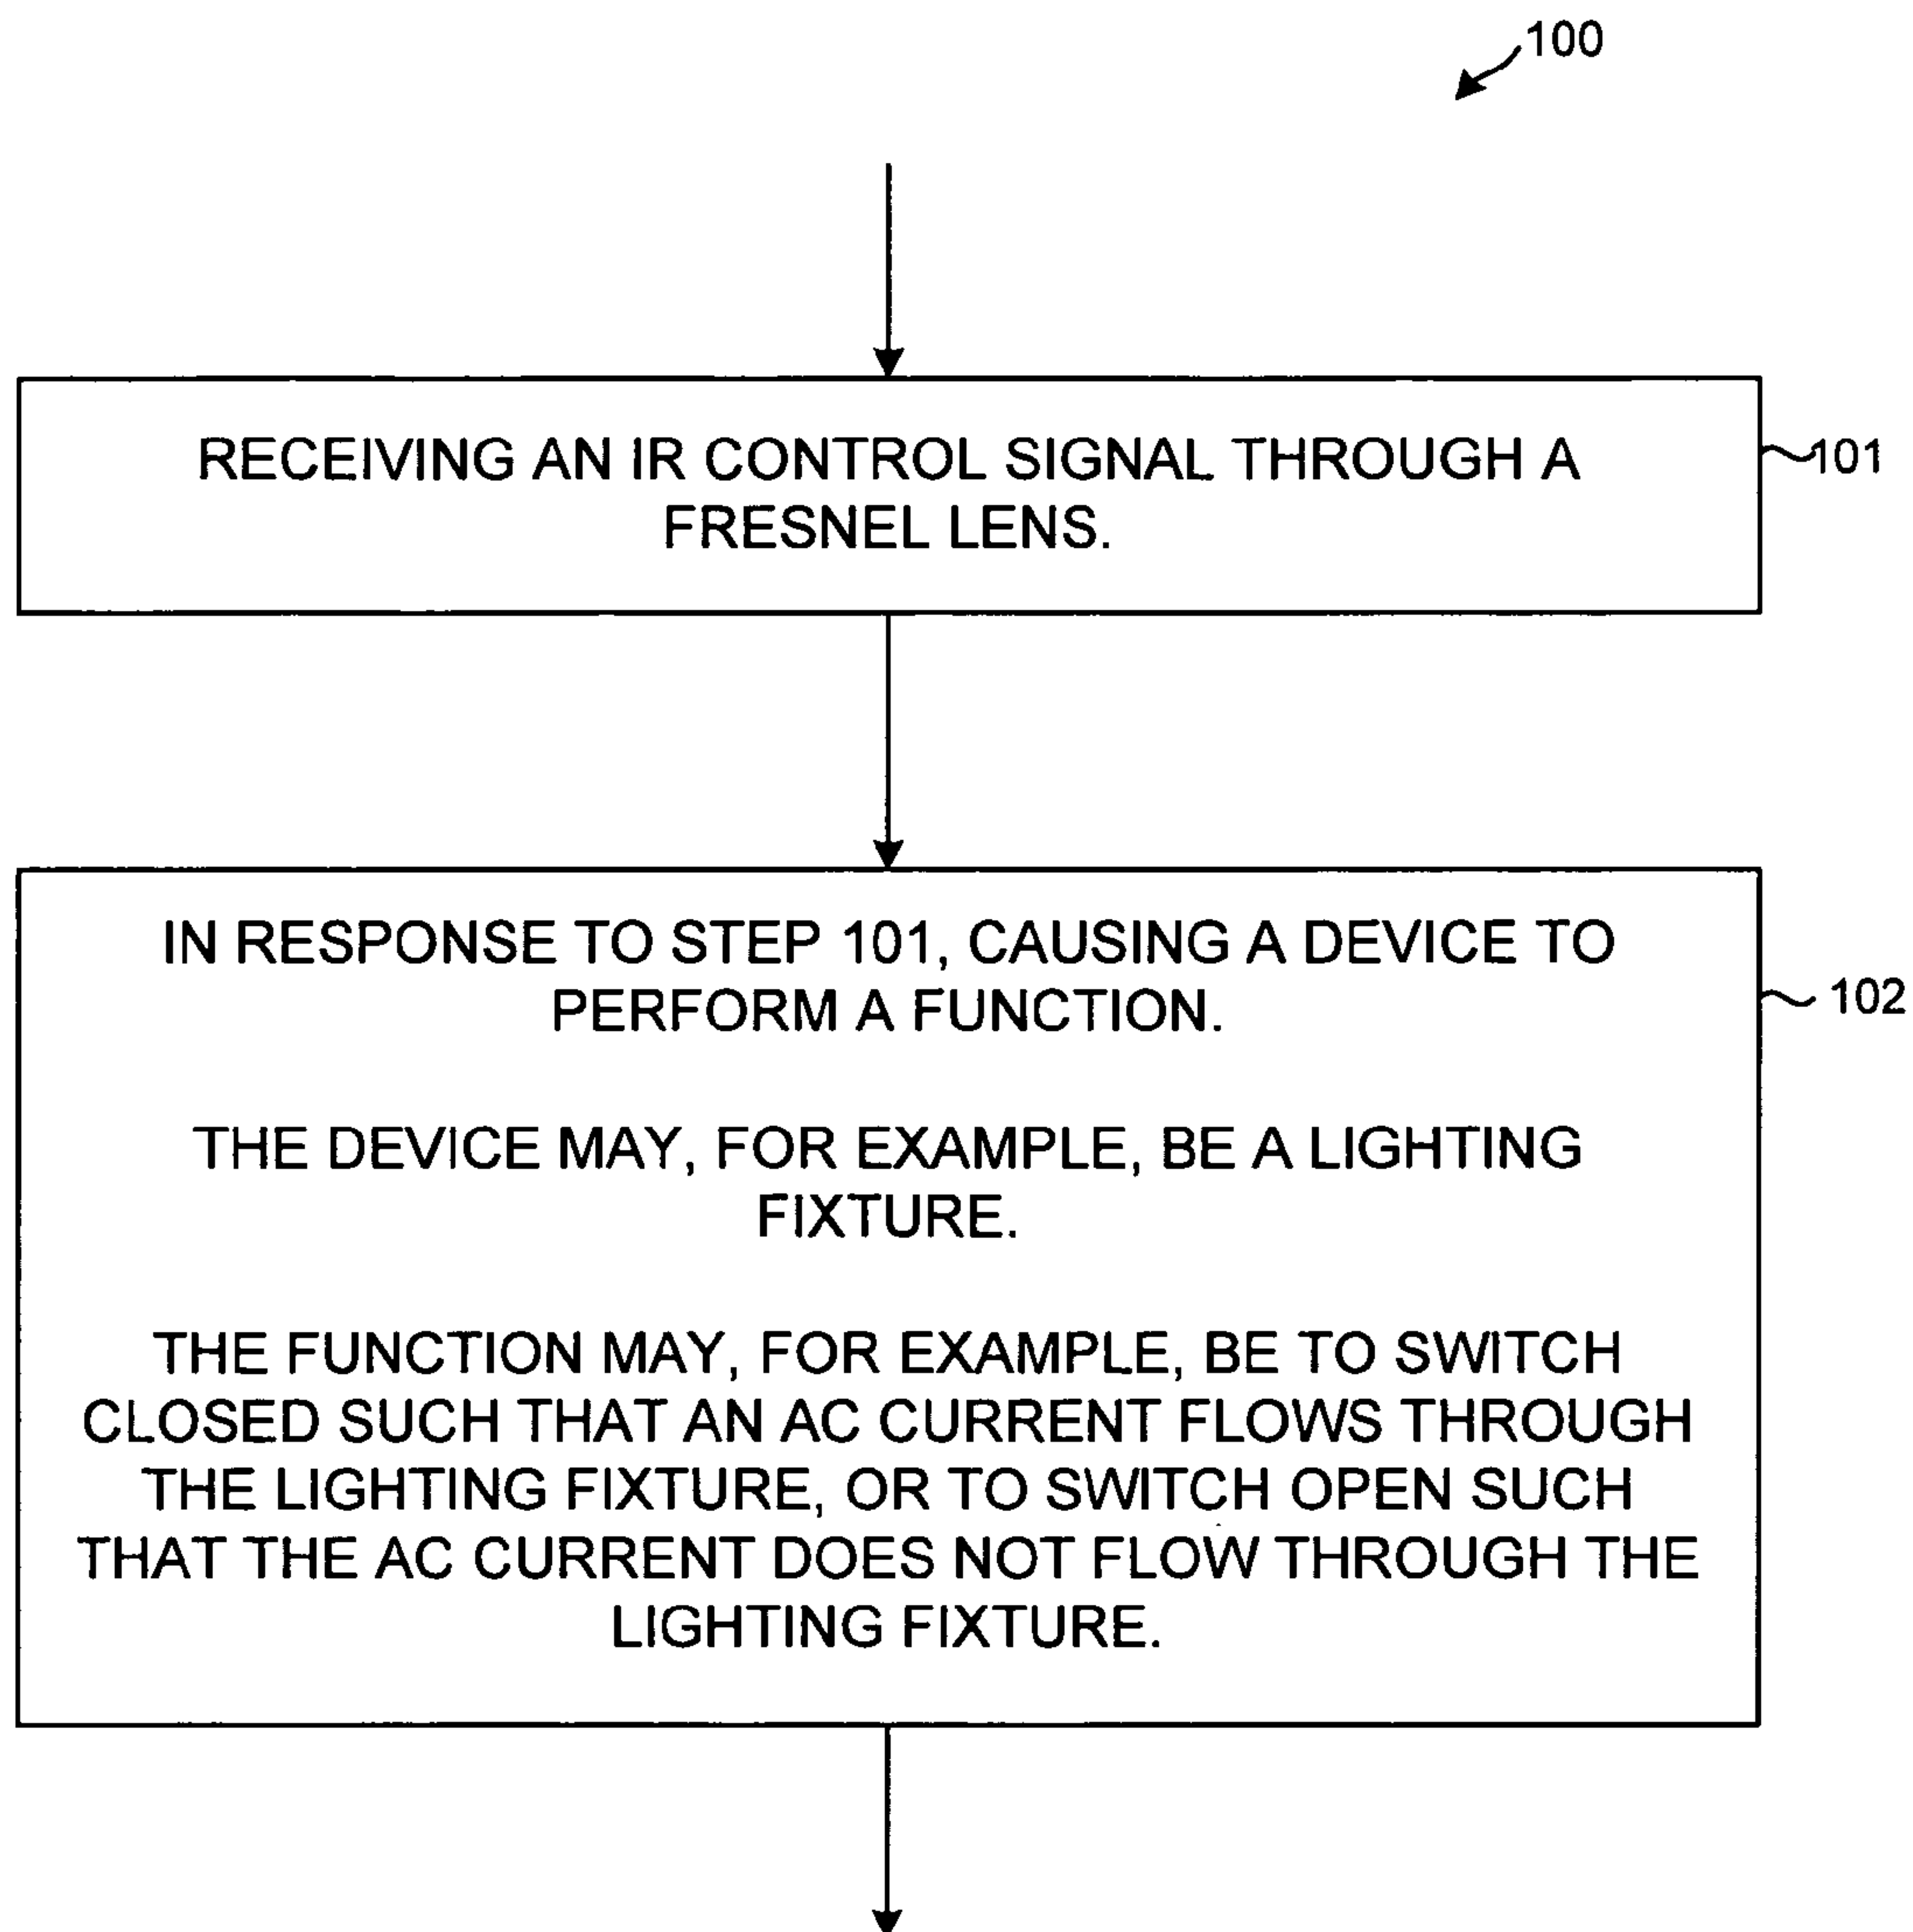 100
RECEIVING AN IR CONTROL SIGNAL THROUGH A
FRESNEL LENS.
101
IN RESPONSE TO STEP 101, CAUSING A DEVICE TO
PERFORM A FUNCTION.
102
THE DEVICE MAY, FOR EXAMPLE, BE A LIGHTING
FIXTURE.
THE FUNCTION MAY, FOR EXAMPLE, BE TO SWITCH
CLOSED SUCH THAT AN AC CURRENT FLOWS THROUGH
THE LIGHTING FIXTURE, OR TO SWITCH OPEN SUCH
THAT THE AC CURRENT DOES NOT FLOW THROUGH THE
LIGHTING FIXTURE.